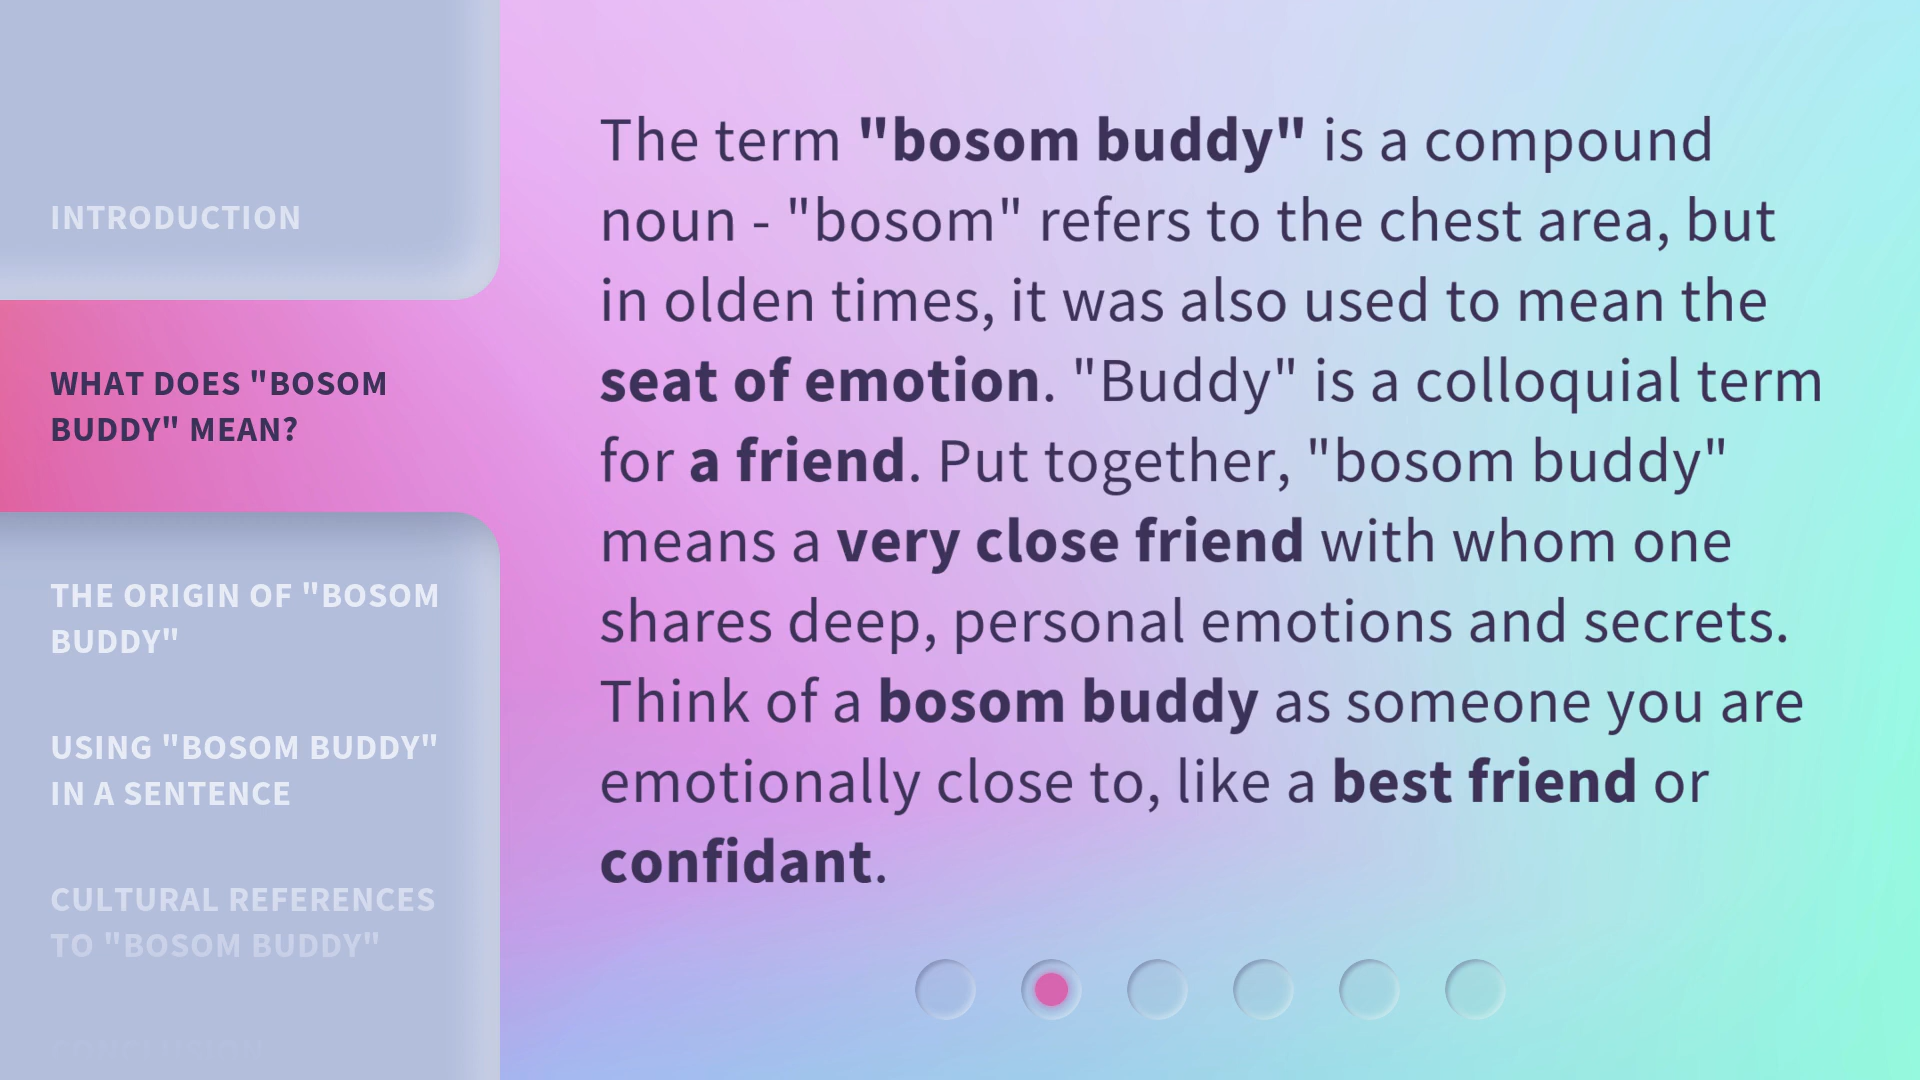 INTRODUCTION
WHAT DOES "BOSOM
BUDDY" MEAN?
THE ORIGIN OF "BOSOM
BUDDY"
USING "BOSOM BUDDY"
IN A SENTENCE
CULTURAL REFERENCES
TO "BOSOM BUDDY"
CONCLUSION
The term "bosom buddy" is a compound
noun - "bosom" refers to the chest area, but
in olden times, it was also used to mean the
seat of emotion. "Buddy" is a colloquial term
for a friend. Put together, "bosom buddy"
means a very close friend with whom one
shares deep, personal emotions and secrets.
Think of a bosom buddy as someone you are
emotionally close to, like a best friend or
confidant.